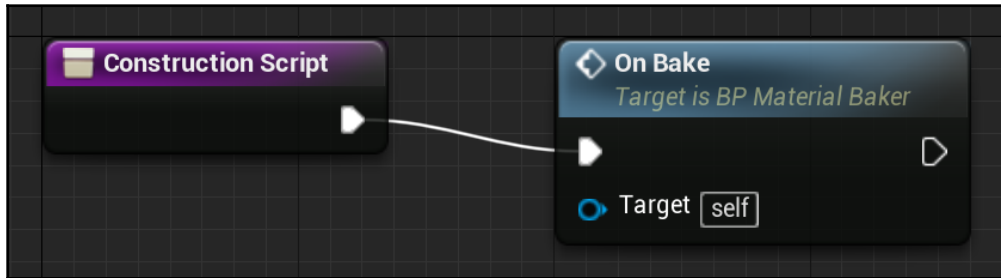 Construction Script
On Bake
Target is BP Material Baker
Target self